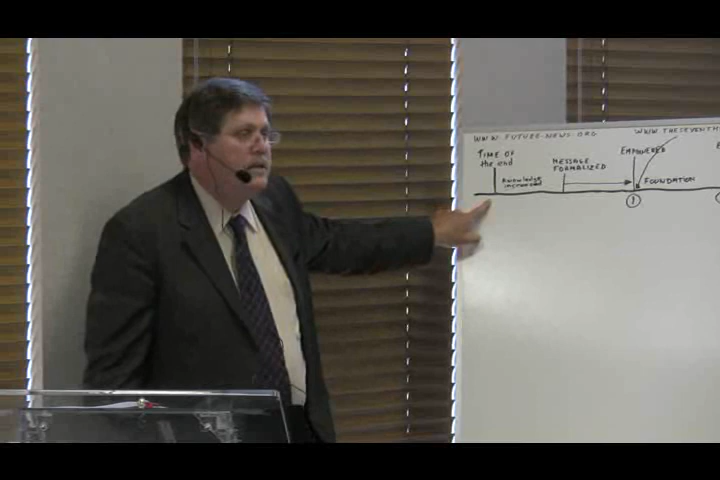 WWW.FUTURE-NEWS.ORG
WWW.THESEVENTH
TIME OF
the end
Knowledge
increased
MESSAGE
FORMALIZED
EMPOWERED
FOUNDATION
1